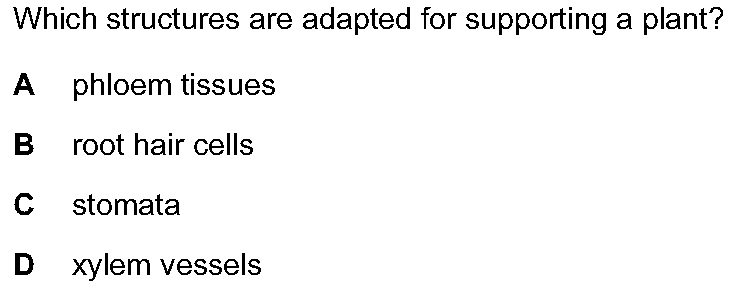 Which structures are adapted for supporting a plant?
A phloem tissues
B root hair cells
C stomata
D xylem vessels